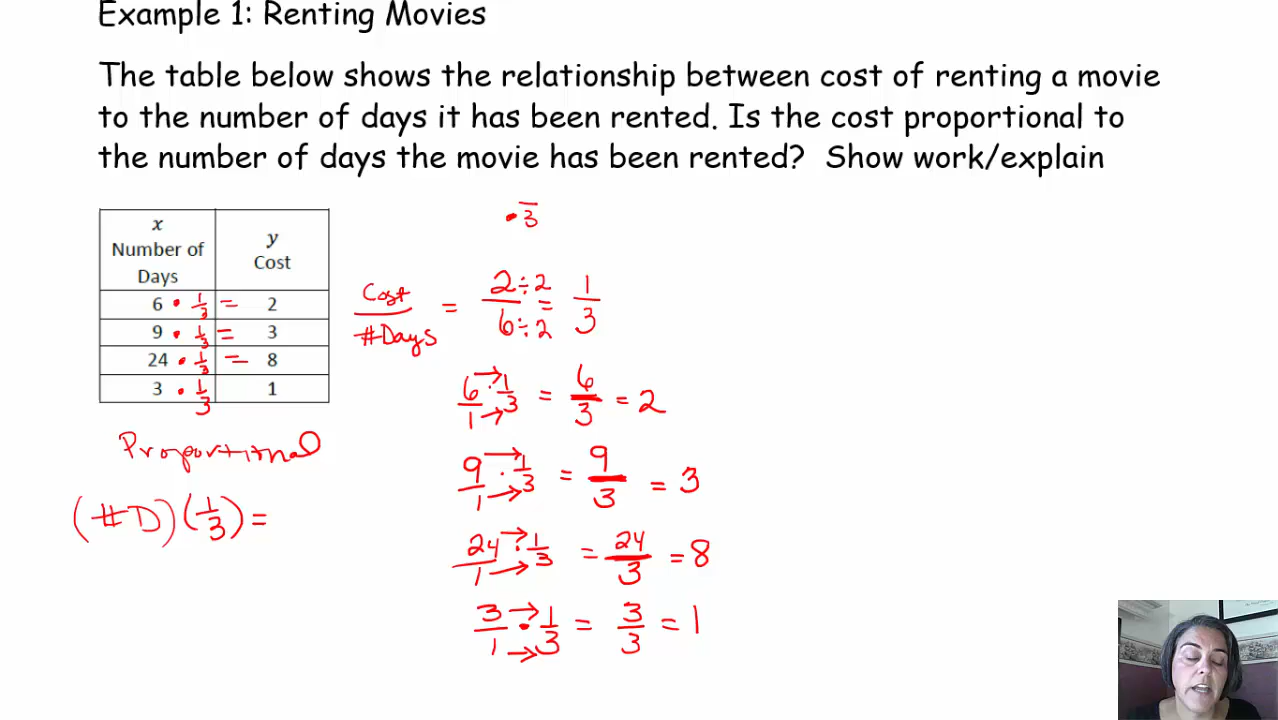 Example 1: Renting Movies
The table below shows the relationship between cost of renting a movie
to the number of days it has been rented. Is the cost proportional to
the number of days the movie has been rented? Show work/explain
x Number of Days | y Cost
6 • 1/3 = 2
9 • 1/3 = 3
24 • 1/3 = 8
3 • 1/3 1
Proportional
(#D)(1/3) =
.3̅
Cost/#Days = 2÷2/6÷2 = 1/3
6/1 · 1/3 = 6/3 = 2
9/1 · 1/3 = 9/3 = 3
24/1 · 1/3 = 24/3 = 8
3/1 · 1/3 = 3/3 = 1